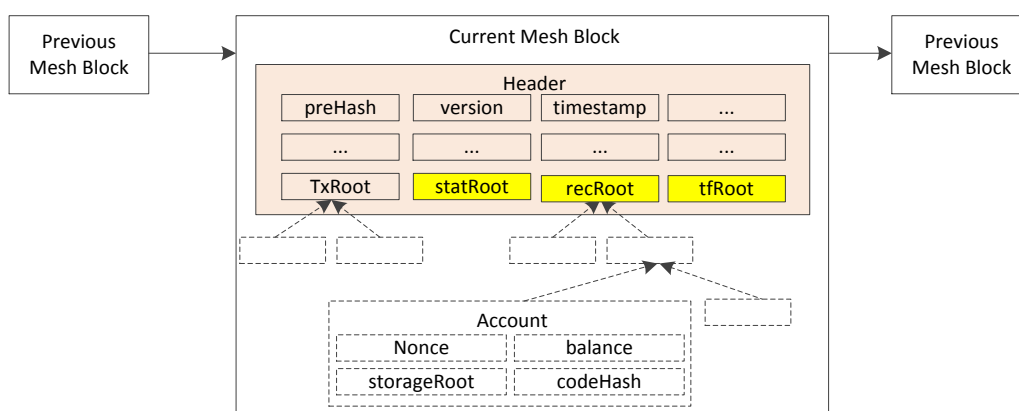 Previous
Mesh Block
Current Mesh Block
Previous
Mesh Block
Header
preHash version timestamp ...
... ... ... ...
TxRoot statRoot recRoot tfRoot
Account
Nonce balance
storageRoot codeHash